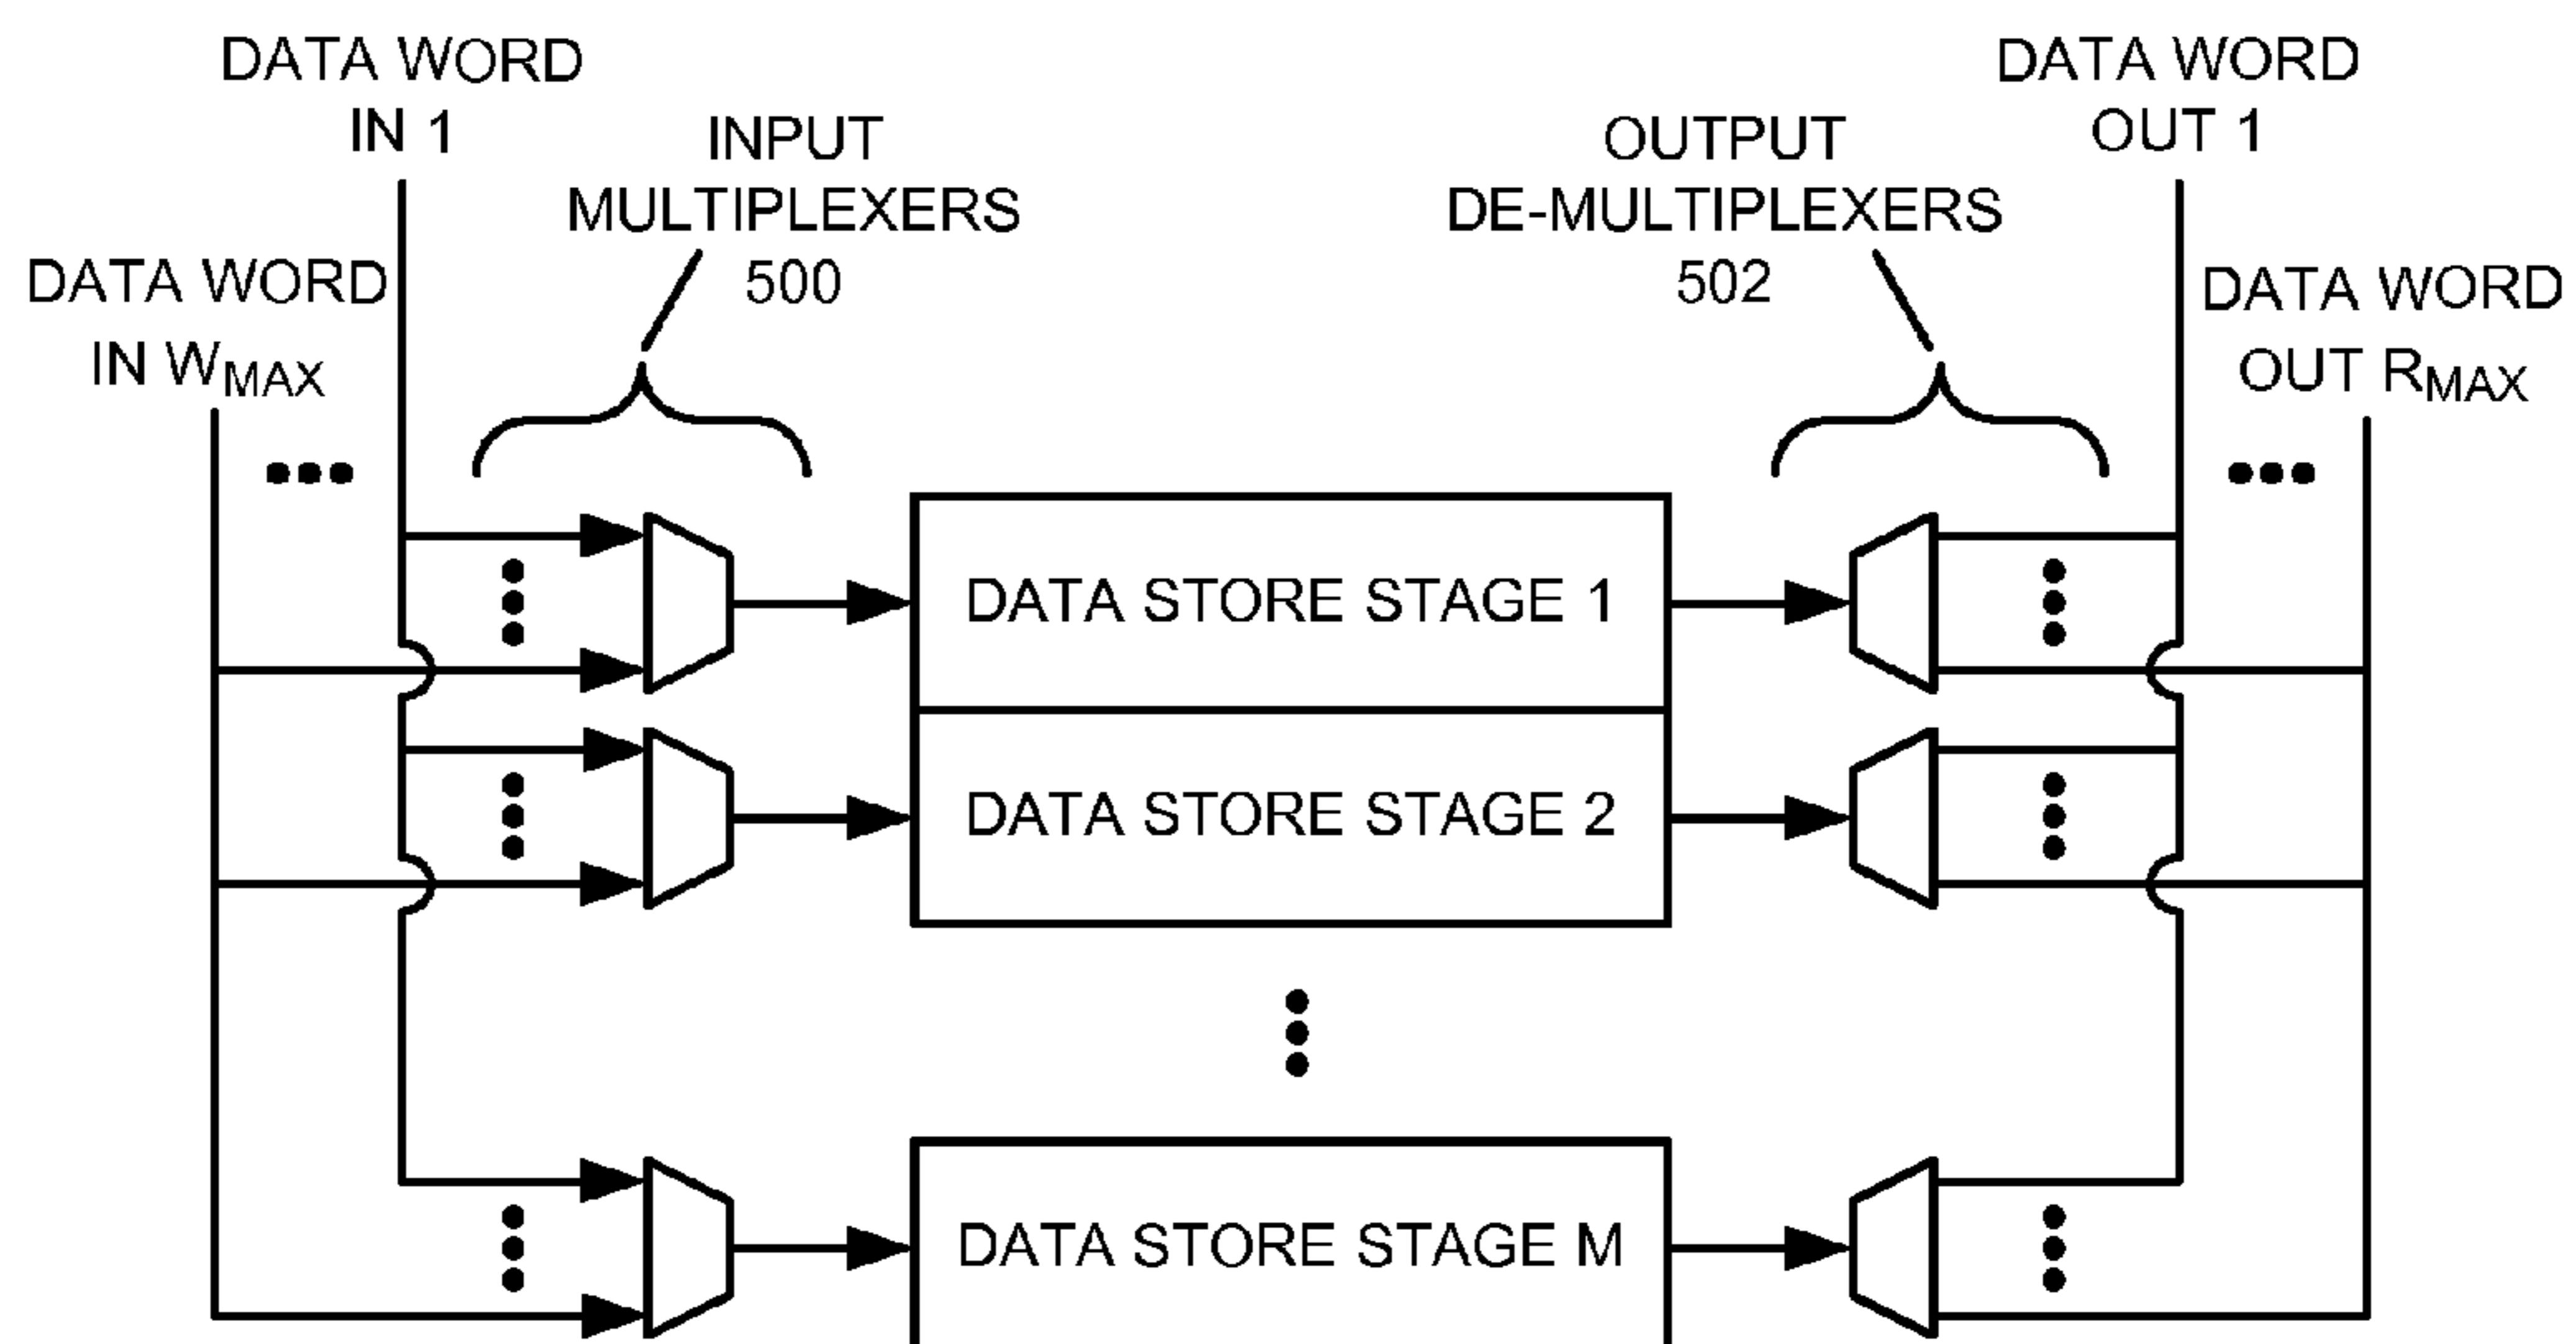 DATA WORD
IN 1
DATA WORD
OUT 1
INPUT
MULTIPLEXERS
500
OUTPUT
DE-MULTIPLEXERS
502
DATA WORD
IN WMAX
DATA WORD
OUT RMAX
DATA STORE STAGE 1
DATA STORE STAGE 2
DATA STORE STAGE M